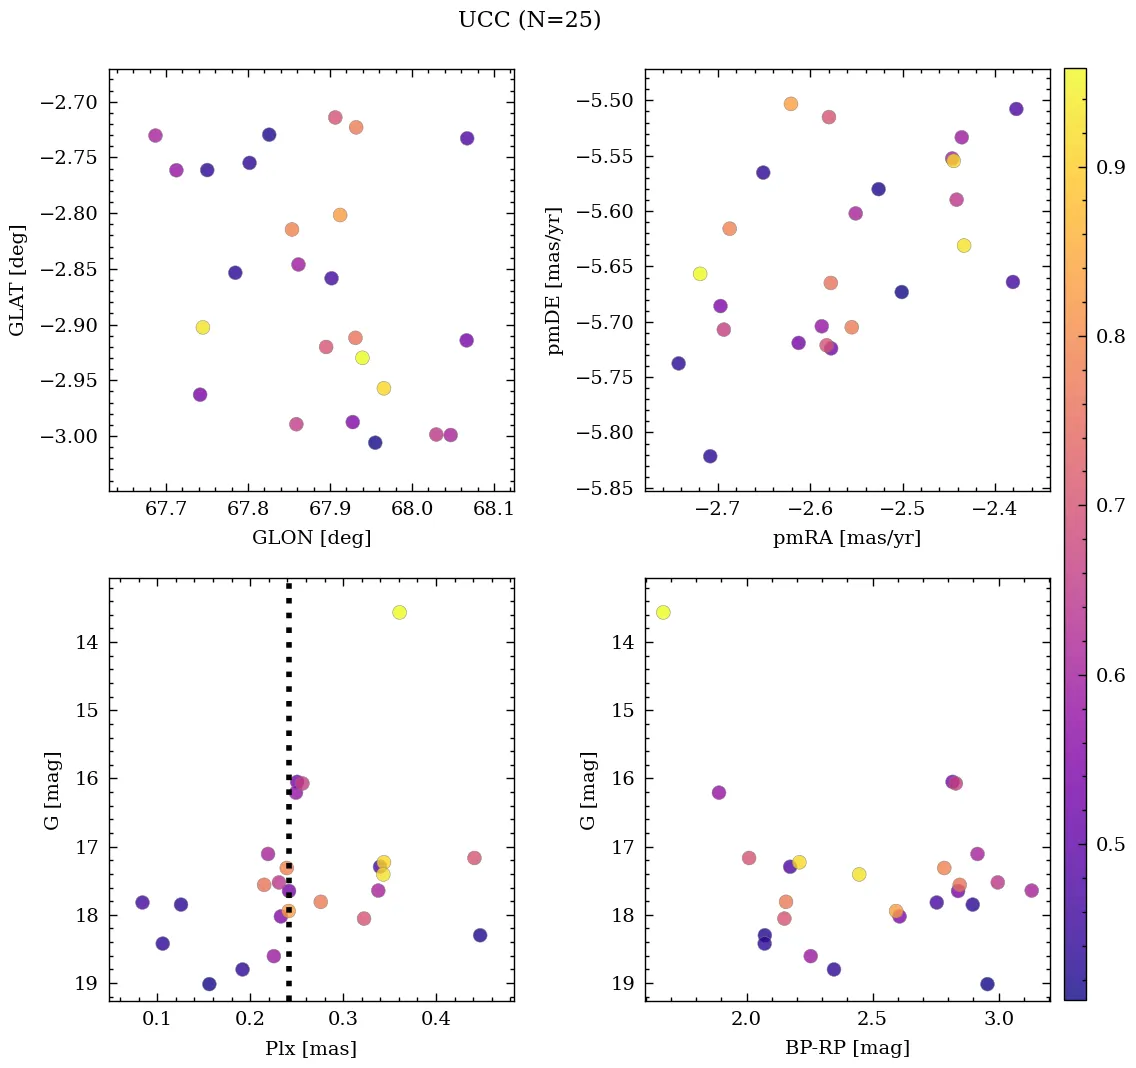 UCC (N=25)
−2.70
−2.75
−2.80
−2.85
−2.90
−2.95
−3.00
GLAT [deg]
67.7 67.8 67.9 68.0 68.1
GLON [deg]
−5.50
−5.55
−5.60
−5.65
−5.70
−5.75
−5.80
−5.85
pmDE [mas/yr]
−2.7 −2.6 −2.5 −2.4
pmRA [mas/yr]
14
15
16
17
18
19
G [mag]
0.1 0.2 0.3 0.4
Plx [mas]
14
15
16
17
18
19
G [mag]
2.0 2.5 3.0
BP-RP [mag]
0.9
0.8
0.7
0.6
0.5